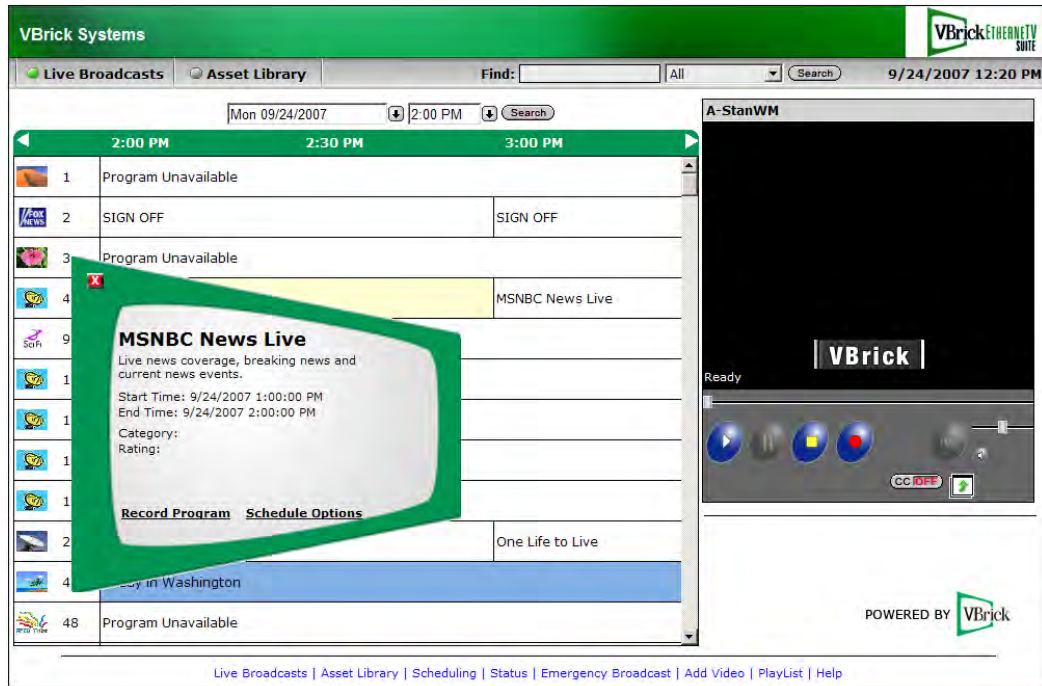 VBrick Systems
VBrick ETHERNETV SUITE
Live Broadcasts Asset Library Find: All Search 9/24/2007 12:20 PM
Mon 09/24/2007 2:00 PM Search
A-StanWM
2:00 PM 2:30 PM 3:00 PM
1 Program Unavailable
FOX NEWS 2 SIGN OFF SIGN OFF
3 Program Unavailable
4 MSNBC News Live
X
SCI FI 9
MSNBC News Live
Live news coverage, breaking news and
current news events.
Start Time: 9/24/2007 1:00:00 PM
End Time: 9/24/2007 2:00:00 PM
Category:
Rating:
Record Program Schedule Options
1
1
1
1
2 One Life to Live
4 in Washington
48 Program Unavailable
VBrick
Ready
CC OFF
POWERED BY VBrick
Live Broadcasts | Asset Library | Scheduling | Status | Emergency Broadcast | Add Video | PlayList | Help